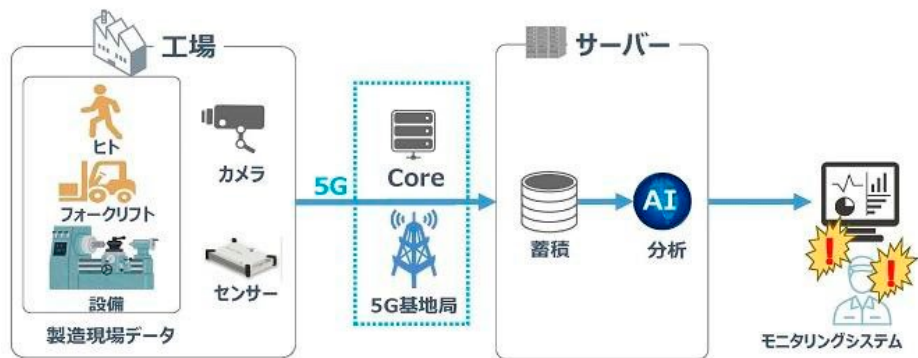 工場
ヒト
フォークリフト
設備
製造現場データ
カメラ
センサー
5G
Core
5G基地局
サーバー
蓄積
AI
分析
!
!
モニタリングシステム